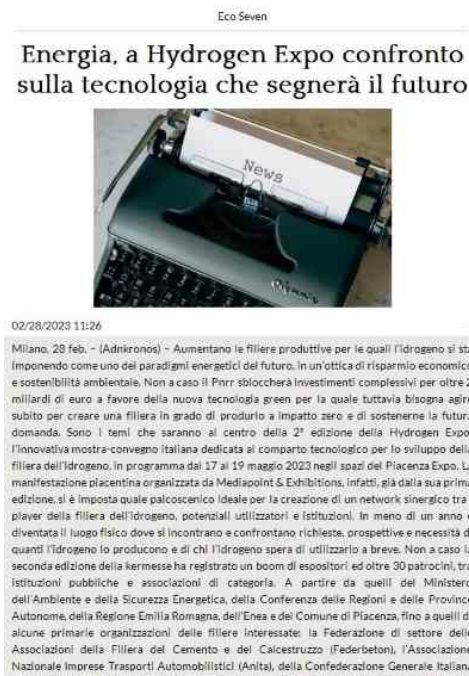 Eco Seven
Energia, a Hydrogen Expo confronto
sulla tecnologia che segnerà il futuro
News
Olympia
02/28/2023 11:26
Milano, 28 feb. – (Adnkronos) – Aumentano le filiere produttive per le quali l'idrogeno si sta
imponendo come uno dei paradigmi energetici del futuro, in un'ottica di risparmio economico
e sostenibilità ambientale. Non a caso il Pnrr sbloccherà investimenti complessivi per oltre 2
miliardi di euro a favore della nuova tecnologia green per la quale tuttavia bisogna agire
subito per creare una filiera in grado di produrlo a impatto zero e di sostenerne la futura
domanda. Sono i temi che saranno al centro della 2ª edizione della Hydrogen Expo,
l'innovativa mostra-convegno italiana dedicata al comparto tecnologico per lo sviluppo della
filiera dell'idrogeno, in programma dal 17 al 19 maggio 2023 negli spazi del Piacenza Expo. La
manifestazione piacentina organizzata da Mediapoint & Exhibitions, infatti, già dalla sua prima
edizione, si è imposta quale palcoscenico ideale per la creazione di un network sinergico tra i
player della filiera dell'idrogeno, potenziali utilizzatori e istituzioni. In meno di un anno è
diventata il luogo fisico dove si incontrano e confrontano richieste, prospettive e necessità di
quanti l'idrogeno lo producono e di chi l'idrogeno spera di utilizzarlo a breve. Non a caso la
seconda edizione della kermesse ha registrato un boom di espositori ed oltre 30 patrocini, tra
istituzioni pubbliche e associazioni di categoria. A partire da quelli del Ministero
dell'Ambiente e della Sicurezza Energetica, della Conferenza delle Regioni e delle Province
Autonome, della Regione Emilia Romagna, dell'Enea e del Comune di Piacenza, fino a quelli di
alcune primarie organizzazioni delle filiere interessate: la Federazione di settore delle
Associazioni della Filiera del Cemento e del Calcestruzzo (Federbeton), l'Associazione
Nazionale Imprese Trasporti Automobilistici (Anita), della Confederazione Generale Italiana